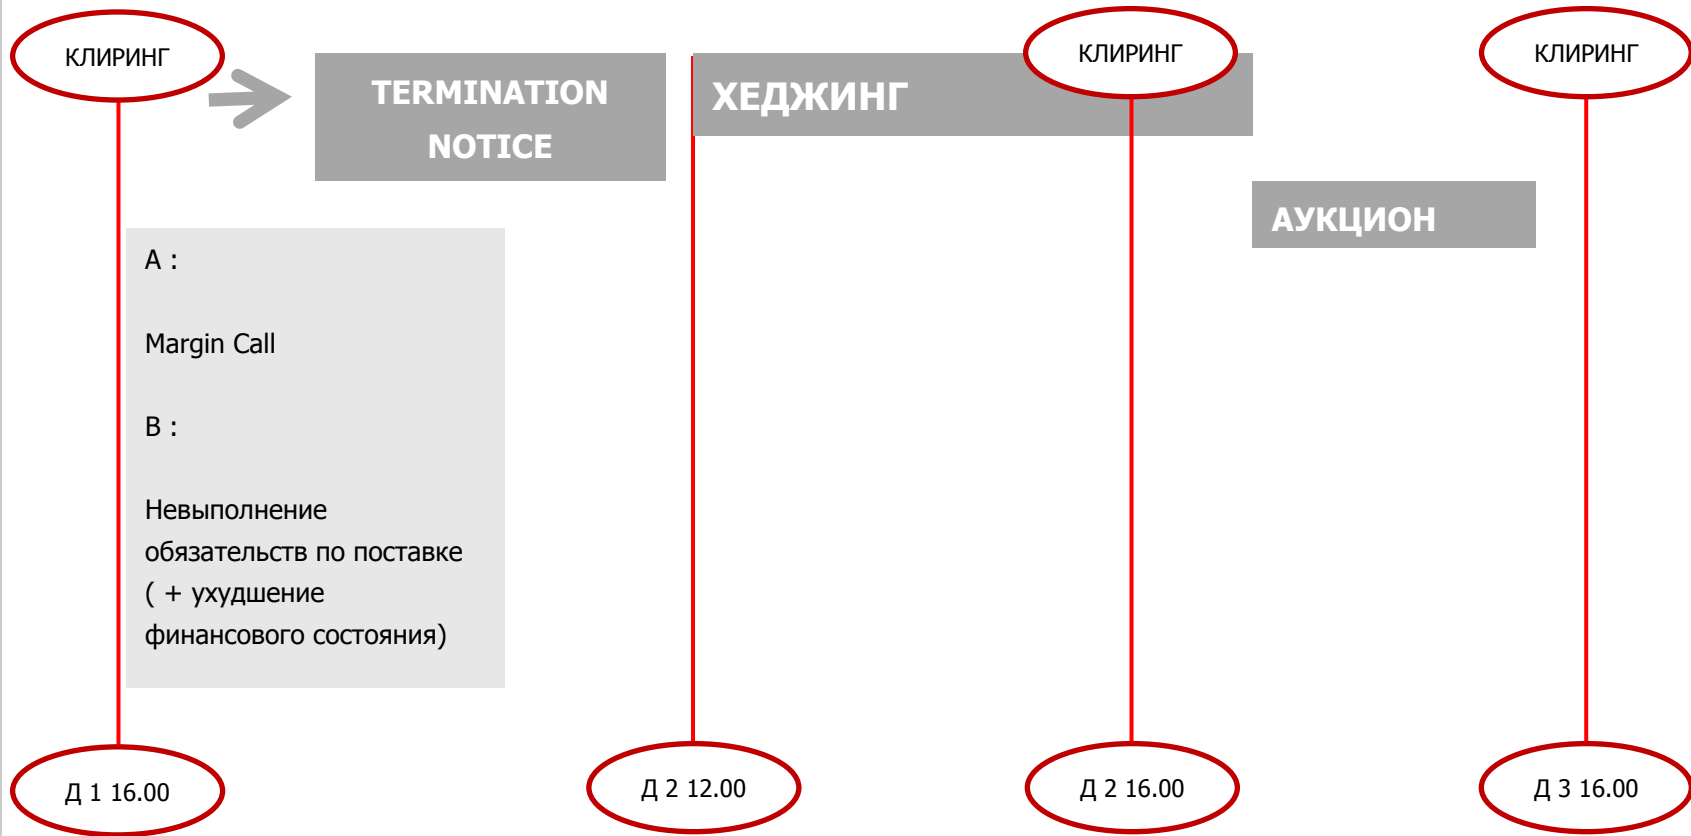 КЛИРИНГ
TERMINATION
NOTICE
ХЕДЖИНГ
КЛИРИНГ
КЛИРИНГ
АУКЦИОН
A :
Margin Call
B :
Невыполнение
обязательств по поставке
( + ухудшение
финансового состояния)
Д 1 16.00
Д 2 12.00
Д 2 16.00
Д 3 16.00